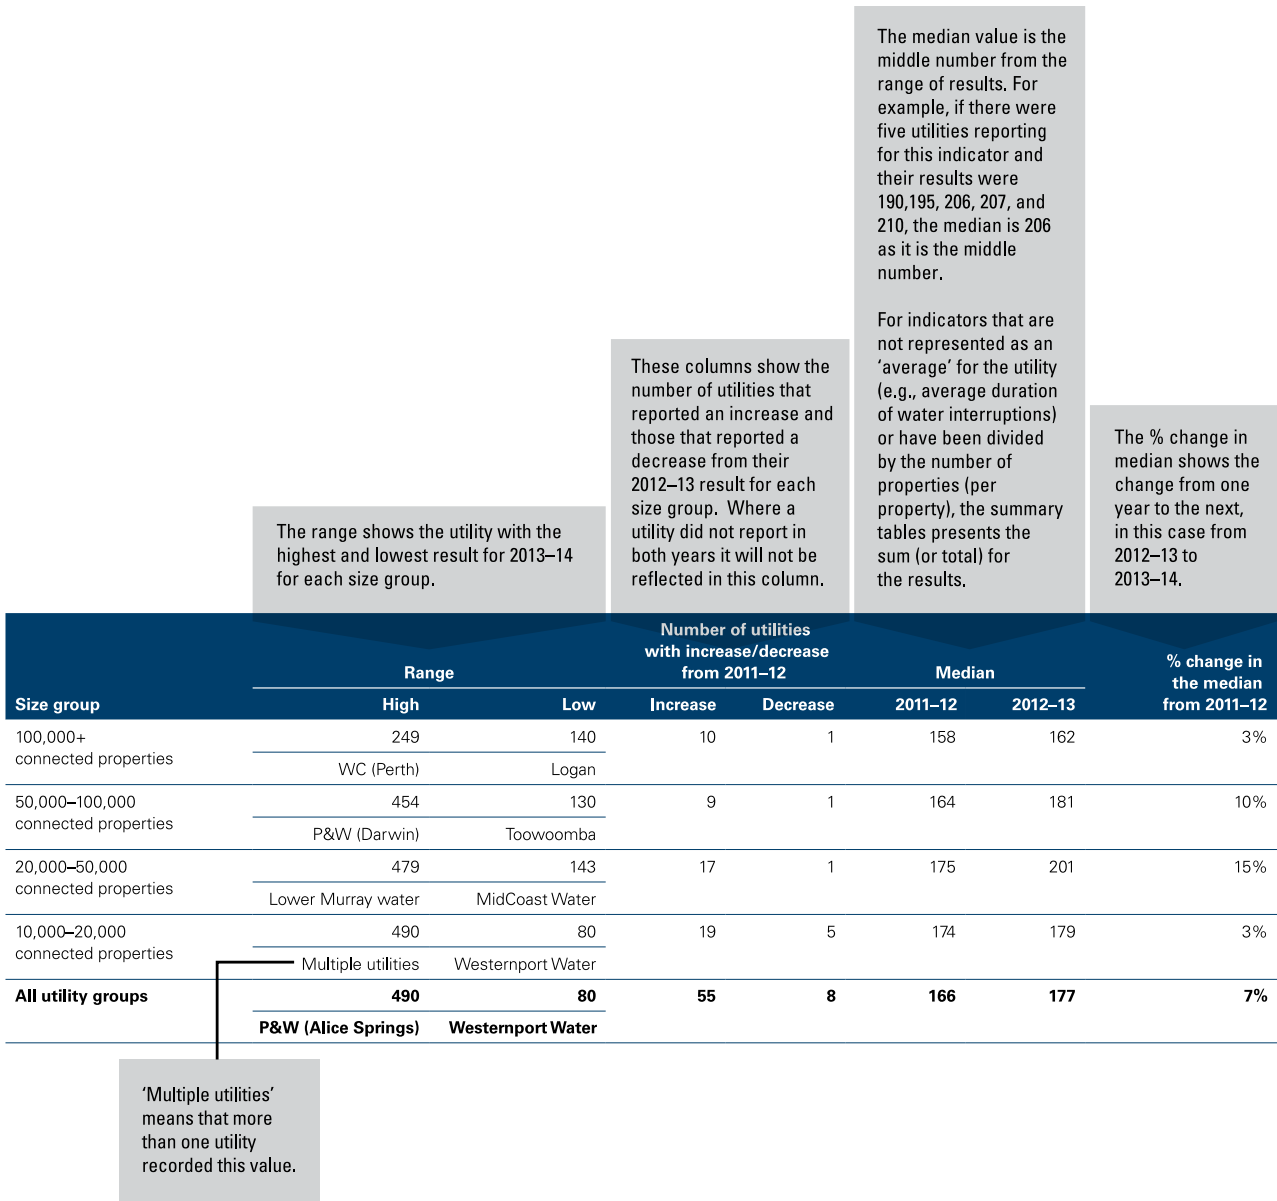 The median value is the
middle number from the
range of results. For
example, if there were
five utilities reporting
for this indicator and
their results were
190,195, 206, 207, and
210, the median is 206
as it is the middle
number.
For indicators that are
not represented as an
‘average’ for the utility
(e.g., average duration
of water interruptions)
or have been divided
by the number of
properties (per
property), the summary
tables presents the
sum (or total) for
the results.
These columns show the
number of utilities that
reported an increase and
those that reported a
decrease from their
2012–13 result for each
size group. Where a
utility did not report in
both years it will not be
reflected in this column.
The % change in
median shows the
change from one
year to the next,
in this case from
2012–13 to
2013–14.
The range shows the utility with the
highest and lowest result for 2013–14
for each size group.
Number of utilities
with increase/decrease
from 2011–12
Range
Median
% change in
the median
from 2011–12
Size group High Low Increase Decrease 2011–12 2012–13
100,000+ 249 140 10 1 158 162 3%
connected properties
WC (Perth) Logan
50,000–100,000 454 130 9 1 164 181 10%
connected properties
P&W (Darwin) Toowoomba
20,000–50,000 479 143 17 1 175 201 15%
connected properties
Lower Murray water MidCoast Water
10,000–20,000 490 80 19 5 174 179 3%
connected properties
Multiple utilities Westernport Water
All utility groups 490 80 55 8 166 177 7%
P&W (Alice Springs) Westernport Water
‘Multiple utilities’
means that more
than one utility
recorded this value.